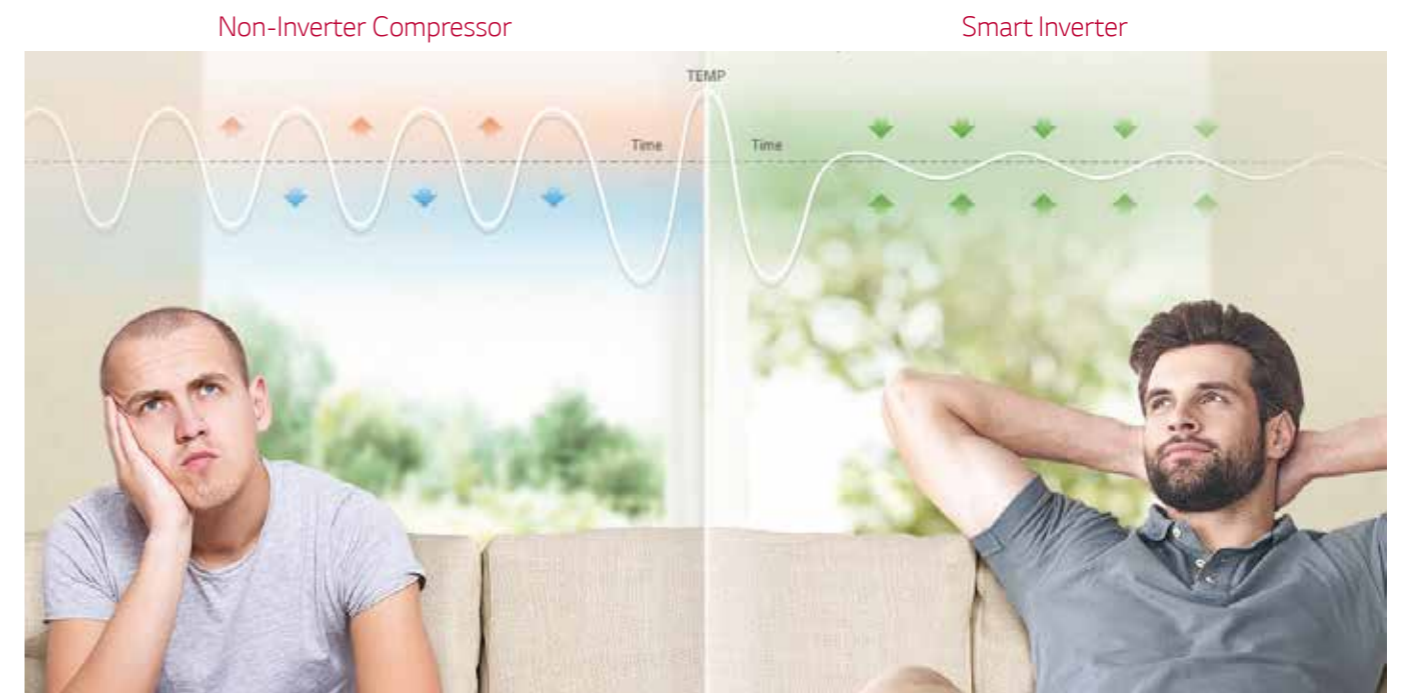 Non-Inverter Compressor
Smart Inverter
TEMP
Time
Time